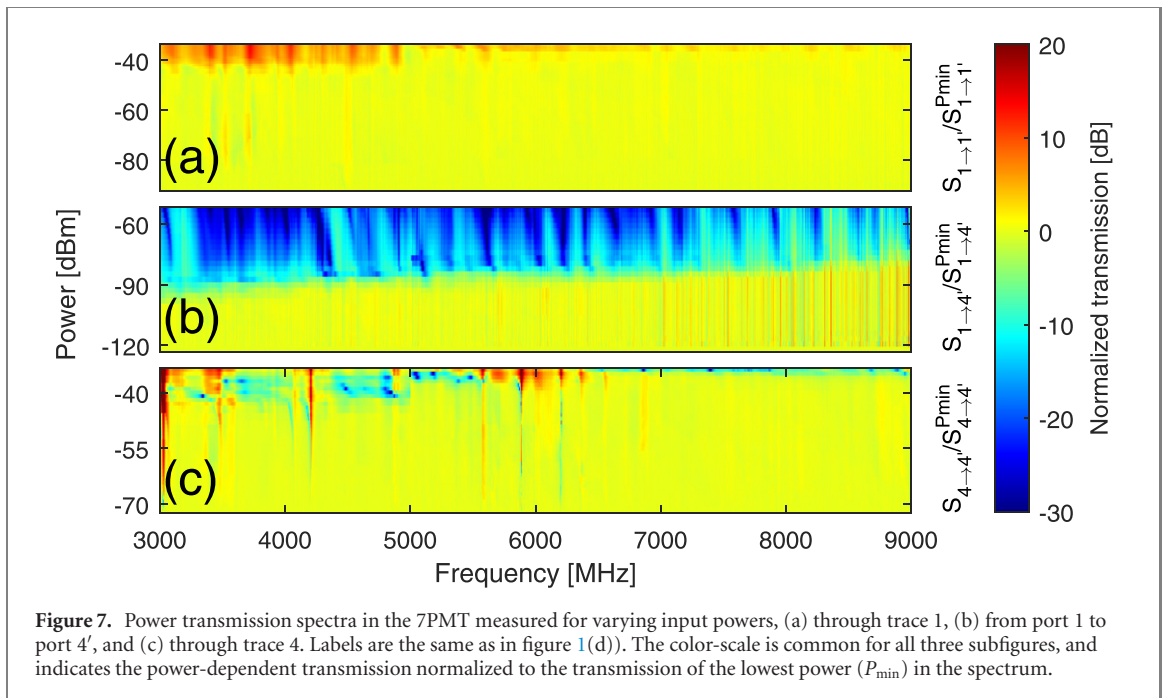 -40
-60
-80
(a)
S1→1'/S1→1'^Pmin
-60
-90
-120
(b)
S1→4'/S1→4'^Pmin
-40
-55
-70
(c)
S4→4'/S4→4'^Pmin
Power [dBm]
3000 4000 5000 6000 7000 8000 9000
Frequency [MHz]
20
10
0
-10
-20
-30
Normalized transmission [dB]
Figure 7. Power transmission spectra in the 7PMT measured for varying input powers, (a) through trace 1, (b) from port 1 to
port 4′, and (c) through trace 4. Labels are the same as in figure 1(d)). The color-scale is common for all three subfigures, and
indicates the power-dependent transmission normalized to the transmission of the lowest power (Pmin) in the spectrum.